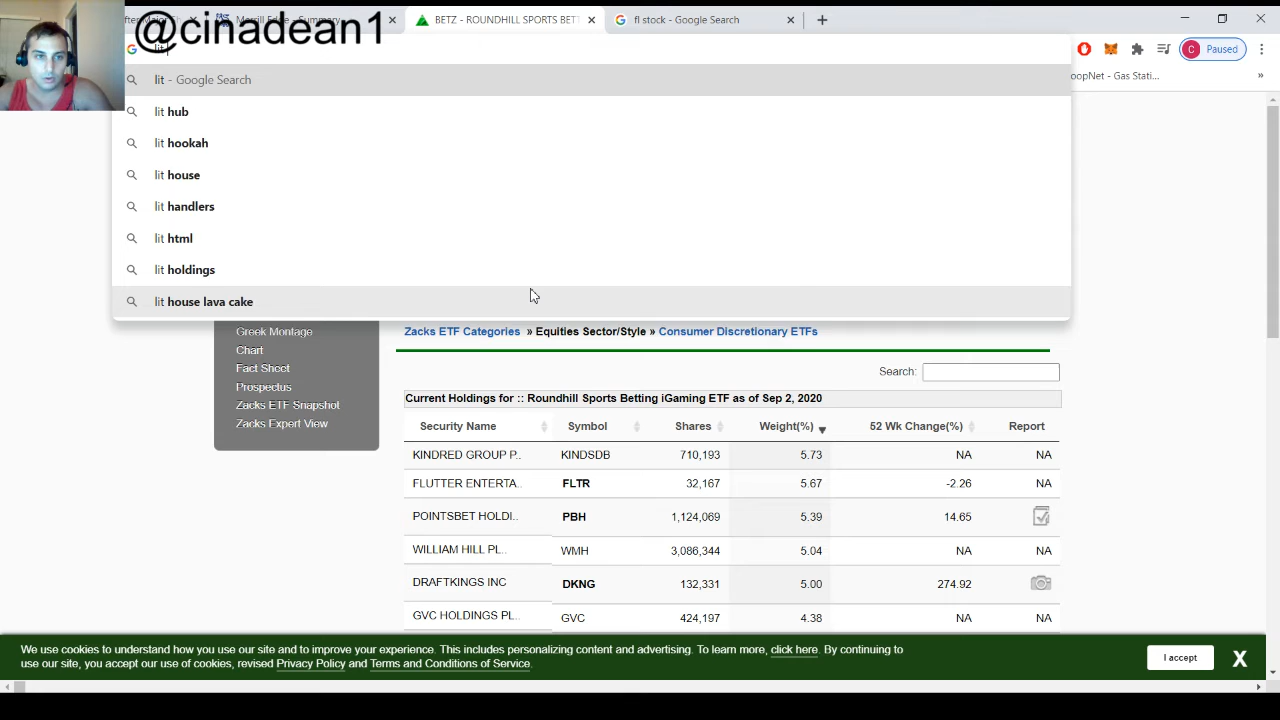 fter Major
Merrill Edge - Summary
BETZ - ROUNDHILL SPORTS BET
fl stock - Google Search
@cinadean1
lit
C Paused
lit - Google Search
oopNet - Gas Stati...
lit hub
lit hookah
lit house
lit handlers
lit html
lit holdings
lit house lava cake
Greek Montage
Chart
Fact Sheet
Prospectus
Zacks ETF Snapshot
Zacks Expert View
Zacks ETF Categories » Equities Sector/Style » Consumer Discretionary ETFs
Search:
Current Holdings for :: Roundhill Sports Betting iGaming ETF as of Sep 2, 2020
Security Name Symbol Shares Weight(%) 52 Wk Change(%) Report
KINDRED GROUP P.. KINDSDB 710,193 5.73 NA NA
FLUTTER ENTERTA.. FLTR 32,167 5.67 -2.26 NA
POINTSBET HOLDI.. PBH 1,124,069 5.39 14.65
WILLIAM HILL PL.. WMH 3,086,344 5.04 NA NA
DRAFTKINGS INC DKNG 132,331 5.00 274.92
GVC HOLDINGS PL.. GVC 424,197 4.38 NA NA
We use cookies to understand how you use our site and to improve your experience. This includes personalizing content and advertising. To learn more, click here. By continuing to
use our site, you accept our use of cookies, revised Privacy Policy and Terms and Conditions of Service.
I accept
X